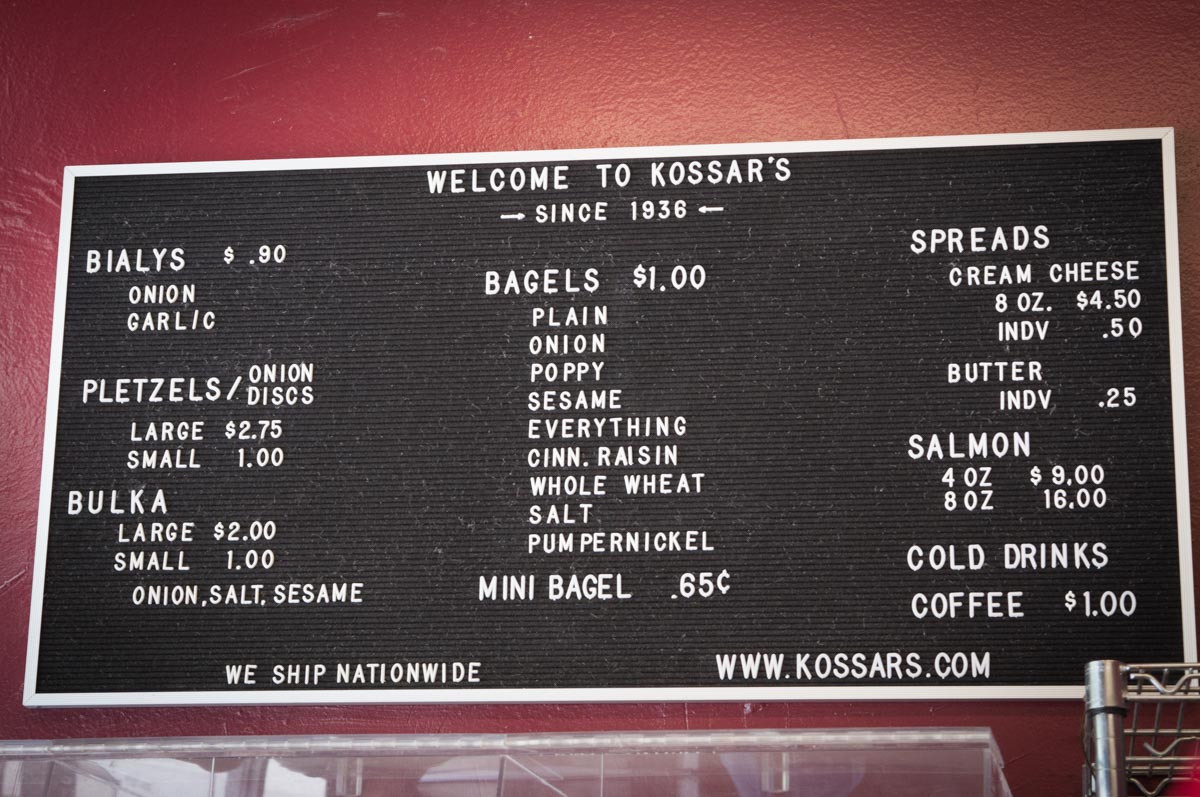 WELCOME TO KOSSAR'S
→ SINCE 1936 ←
BIALYS $ .90
ONION
GARLIC
PLETZELS/ONION DISCS
LARGE $2.75
SMALL 1.00
BULKA
LARGE $2.00
SMALL 1.00
ONION, SALT, SESAME
BAGELS $1.00
PLAIN
ONION
POPPY
SESAME
EVERYTHING
CINN. RAISIN
WHOLE WHEAT
SALT
PUMPERNICKEL
MINI BAGEL .65¢
SPREADS
CREAM CHEESE
8 OZ. $4.50
INDV .50
BUTTER
INDV .25
SALMON
4 OZ $ 9.00
8 OZ 16.00
COLD DRINKS
COFFEE $1.00
WE SHIP NATIONWIDE
WWW.KOSSARS.COM